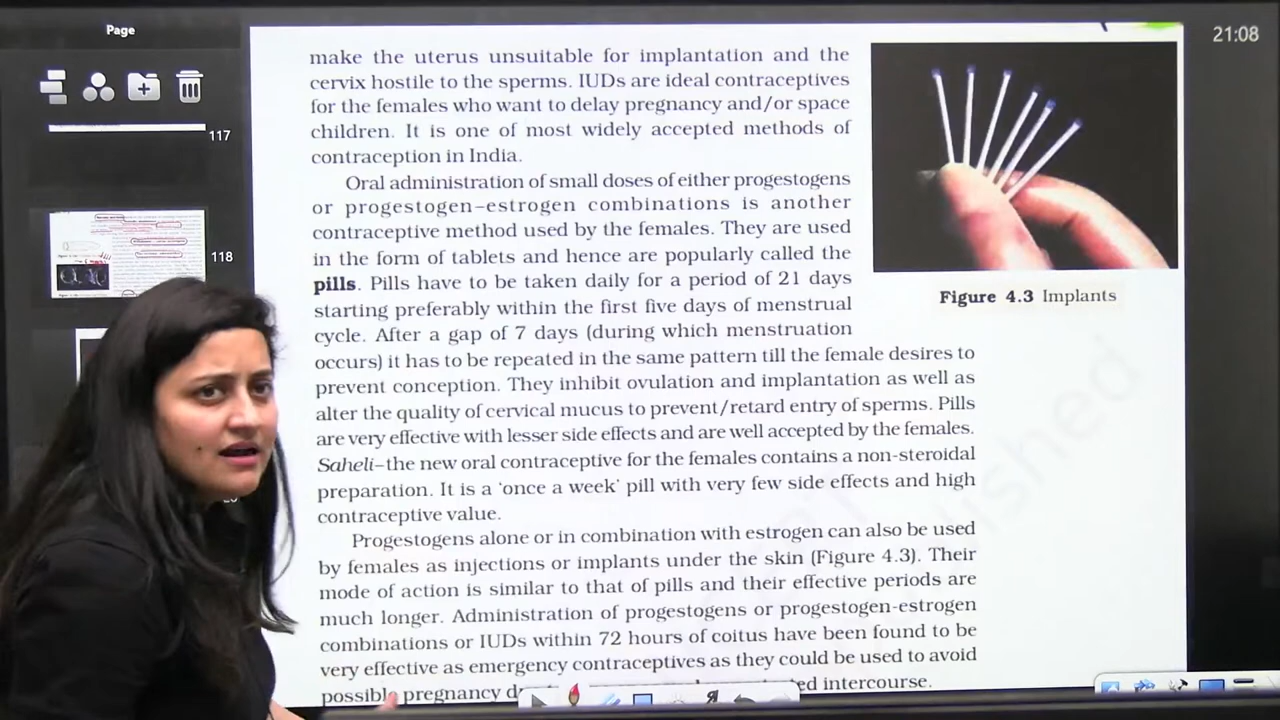 Page
21:08
117
118
make the uterus unsuitable for implantation and the
cervix hostile to the sperms. IUDs are ideal contraceptives
for the females who want to delay pregnancy and/or space
children. It is one of most widely accepted methods of
contraception in India.
Oral administration of small doses of either progestogens
or progestogen–estrogen combinations is another
contraceptive method used by the females. They are used
in the form of tablets and hence are popularly called the
pills. Pills have to be taken daily for a period of 21 days
starting preferably within the first five days of menstrual
cycle. After a gap of 7 days (during which menstruation
occurs) it has to be repeated in the same pattern till the female desires to
prevent conception. They inhibit ovulation and implantation as well as
alter the quality of cervical mucus to prevent/retard entry of sperms. Pills
are very effective with lesser side effects and are well accepted by the females.
Saheli–the new oral contraceptive for the females contains a non-steroidal
preparation. It is a 'once a week' pill with very few side effects and high
contraceptive value.
Progestogens alone or in combination with estrogen can also be used
by females as injections or implants under the skin (Figure 4.3). Their
mode of action is similar to that of pills and their effective periods are
much longer. Administration of progestogens or progestogen-estrogen
combinations or IUDs within 72 hours of coitus have been found to be
very effective as emergency contraceptives as they could be used to avoid
possible pregnancy intercourse.
Figure 4.3 Implants